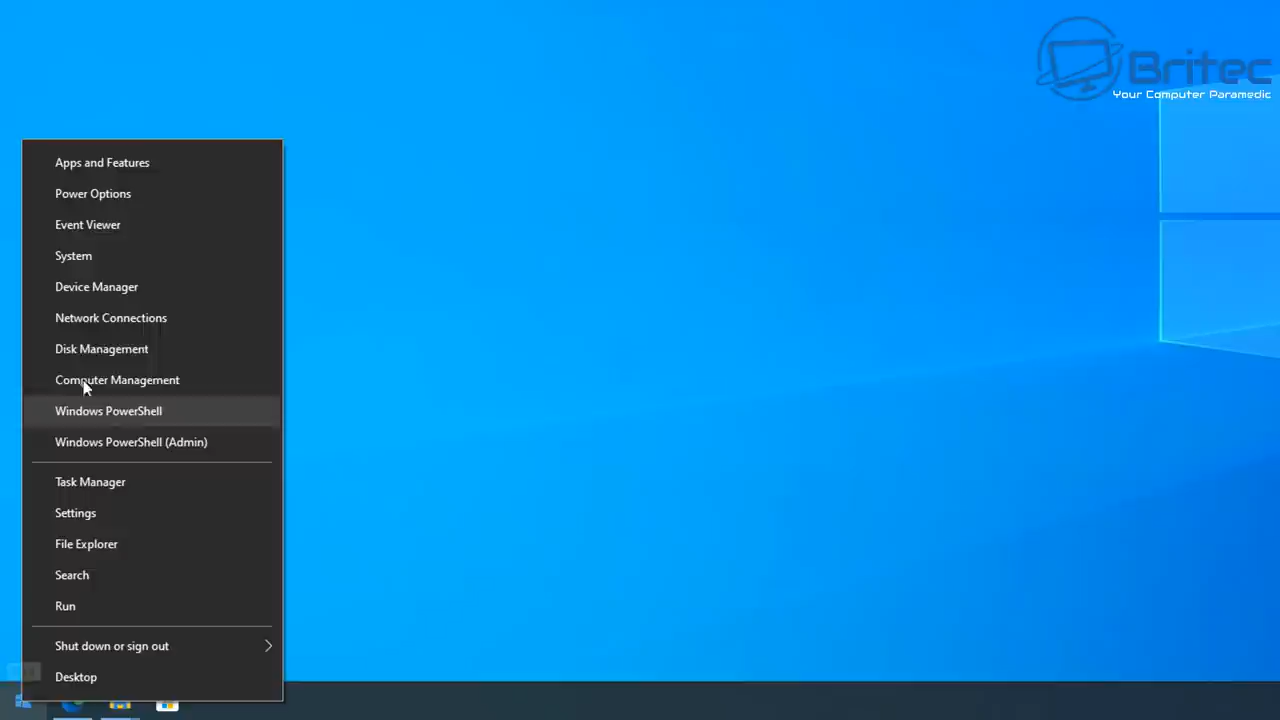 Britec
Your Computer Paramedic
Apps and Features
Power Options
Event Viewer
System
Device Manager
Network Connections
Disk Management
Computer Management
Windows PowerShell
Windows PowerShell (Admin)
Task Manager
Settings
File Explorer
Search
Run
Shut down or sign out
Desktop